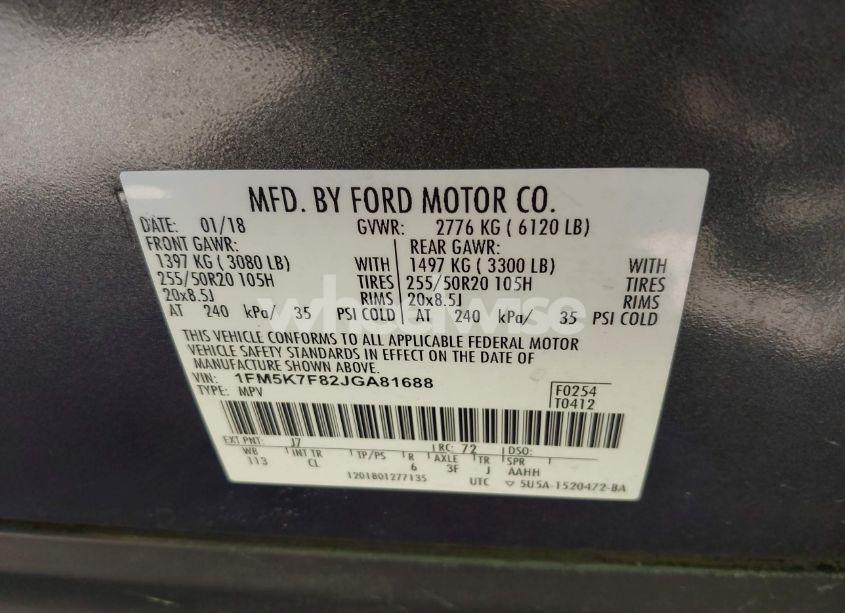 MFD. BY FORD MOTOR CO.
DATE: 01/18 GVWR: 2776 KG ( 6120 LB)
FRONT GAWR: REAR GAWR:
1397 KG ( 3080 LB) WITH 1497 KG ( 3300 LB) WITH
255/50R20 105H TIRES 255/50R20 105H TIRES
20x8.5J RIMS 20x8.5J RIMS
AT 240 kPa/ 35 PSI COLD AT 240 kPa/ 35 PSI COLD
wheelwise
THIS VEHICLE CONFORMS TO ALL APPLICABLE FEDERAL MOTOR
VEHICLE SAFETY STANDARDS IN EFFECT ON THE DATE OF
MANUFACTURE SHOWN ABOVE.
VIN: 1FM5K7F82JGA81688 F0254
TYPE: MPV T0412
EXT PNT: J7 RC: 72 DSO:
WB INT TR TP/PS R AXLE TR SPR
113 CL 6 3F J AAHH
1201801277135 UTC ▽ 5U5A-1520472-BA